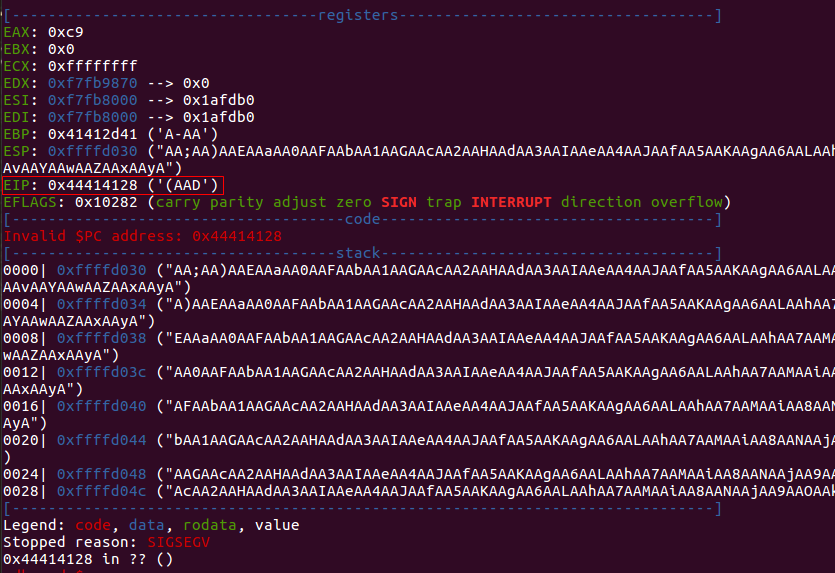 [----------------------------------registers-----------------------------------]
EAX: 0xc9
EBX: 0x0
ECX: 0xffffffff
EDX: 0xf7fb9870 --> 0x0
ESI: 0xf7fb8000 --> 0x1afdb0
EDI: 0xf7fb8000 --> 0x1afdb0
EBP: 0x41412d41 ('A-AA')
ESP: 0xffffd030 ("AA;AA)AAEAAaAA0AAFAAbAA1AAGAAcAA2AAHAAdAA3AAIAAeAA4AAJAAfAA5AAKAAgAA6AALAAh
AvAAYAAwAAZAAxAAyA")
EIP: 0x44414128 ('(AAD')
EFLAGS: 0x10282 (carry parity adjust zero SIGN trap INTERRUPT direction overflow)
[-------------------------------------code-------------------------------------]
Invalid $PC address: 0x44414128
[------------------------------------stack-------------------------------------]
0000| 0xffffd030 ("AA;AA)AAEAAaAA0AAFAAbAA1AAGAAcAA2AAHAAdAA3AAIAAeAA4AAJAAfAA5AAKAAgAA6AALAA
AAvAAYAAwAAZAAxAAyA")
0004| 0xffffd034 ("A)AAEAAaAA0AAFAAbAA1AAGAAcAA2AAHAAdAA3AAIAAeAA4AAJAAfAA5AAKAAgAA6AALAAhAA7
AYAAwAAZAAxAAyA")
0008| 0xffffd038 ("EAAaAA0AAFAAbAA1AAGAAcAA2AAHAAdAA3AAIAAeAA4AAJAAfAA5AAKAAgAA6AALAAhAA7AAMA
wAAZAAxAAyA")
0012| 0xffffd03c ("AA0AAFAAbAA1AAGAAcAA2AAHAAdAA3AAIAAeAA4AAJAAfAA5AAKAAgAA6AALAAhAA7AAMAAiAA
AAxAAyA")
0016| 0xffffd040 ("AFAAbAA1AAGAAcAA2AAHAAdAA3AAIAAeAA4AAJAAfAA5AAKAAgAA6AALAAhAA7AAMAAiAA8AAN
AyA")
0020| 0xffffd044 ("bAA1AAGAAcAA2AAHAAdAA3AAIAAeAA4AAJAAfAA5AAKAAgAA6AALAAhAA7AAMAAiAA8AANAAjA
)
0024| 0xffffd048 ("AAGAAcAA2AAHAAdAA3AAIAAeAA4AAJAAfAA5AAKAAgAA6AALAAhAA7AAMAAiAA8AANAAjAA9AA
0028| 0xffffd04c ("AcAA2AAHAAdAA3AAIAAeAA4AAJAAfAA5AAKAAgAA6AALAAhAA7AAMAAiAA8AANAAjAA9AAOAAk
[------------------------------------------------------------------------------]
Legend: code, data, rodata, value
Stopped reason: SIGSEGV
0x44414128 in ?? ()